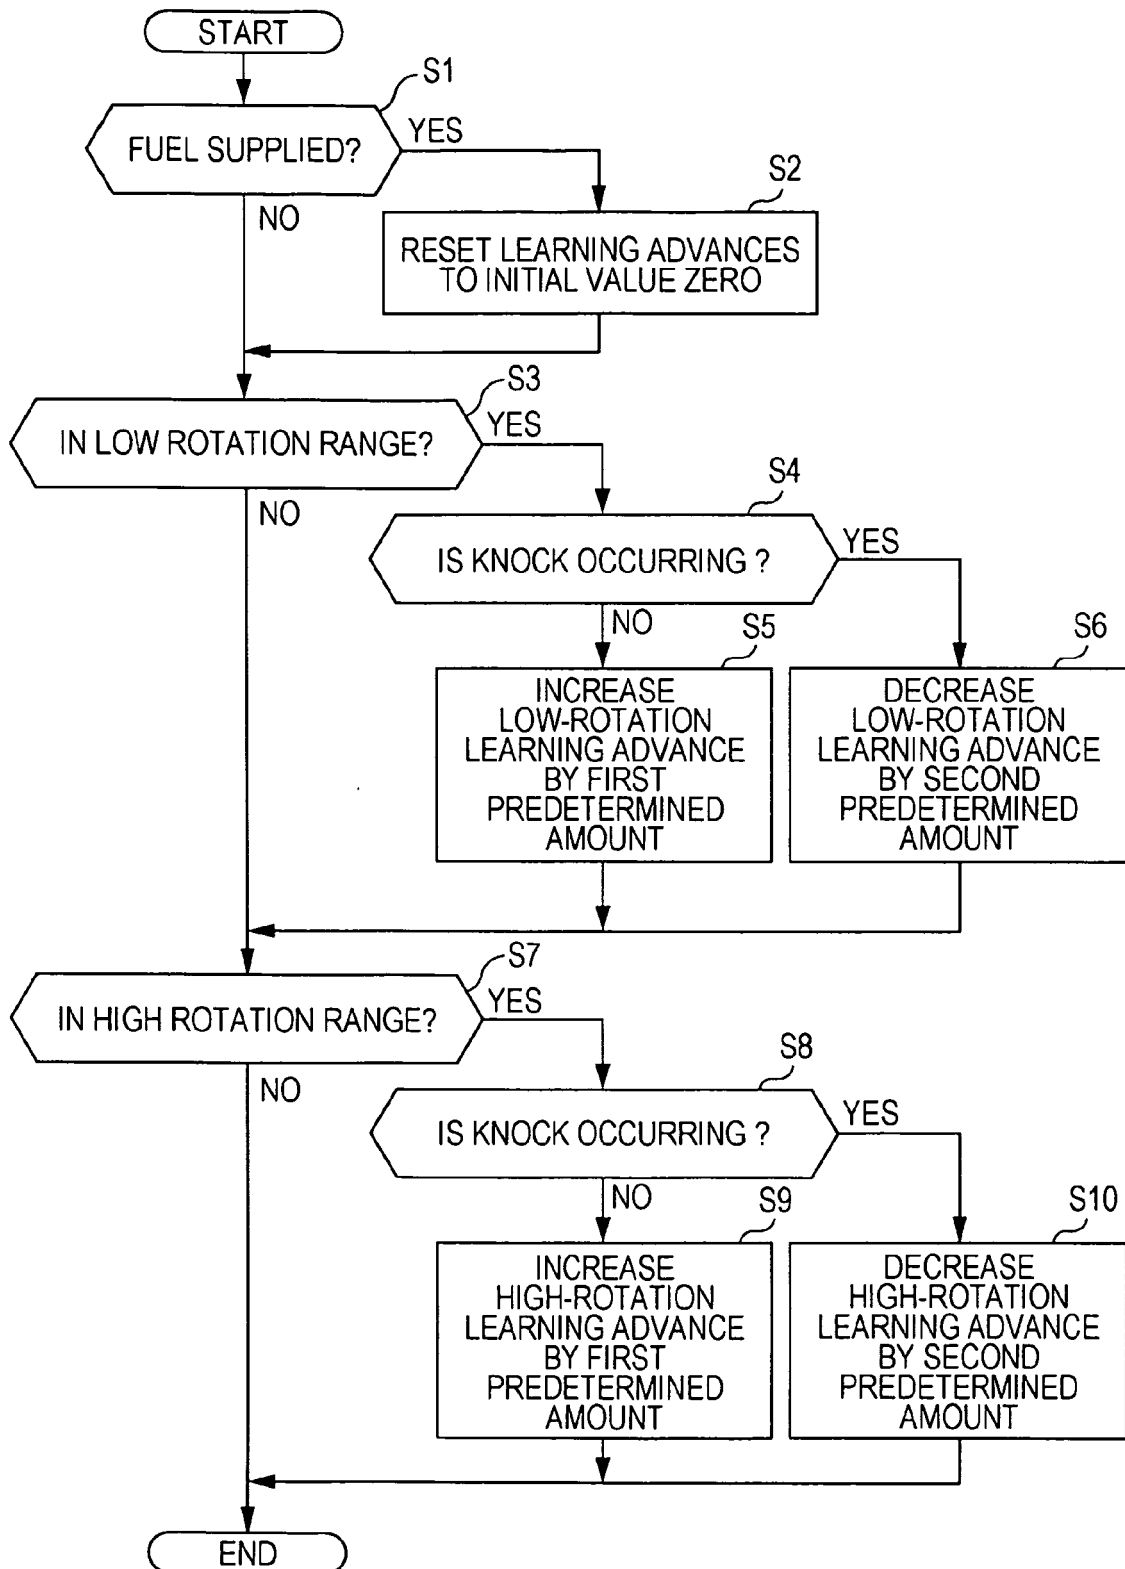 START
S1
FUEL SUPPLIED?
YES
NO
S2
RESET LEARNING ADVANCES
TO INITIAL VALUE ZERO
S3
IN LOW ROTATION RANGE?
YES
NO
S4
IS KNOCK OCCURRING ?
YES
NO
S5
INCREASE
LOW-ROTATION
LEARNING ADVANCE
BY FIRST
PREDETERMINED
AMOUNT
S6
DECREASE
LOW-ROTATION
LEARNING ADVANCE
BY SECOND
PREDETERMINED
AMOUNT
S7
IN HIGH ROTATION RANGE?
YES
NO
S8
IS KNOCK OCCURRING ?
YES
NO
S9
INCREASE
HIGH-ROTATION
LEARNING ADVANCE
BY FIRST
PREDETERMINED
AMOUNT
S10
DECREASE
HIGH-ROTATION
LEARNING ADVANCE
BY SECOND
PREDETERMINED
AMOUNT
END